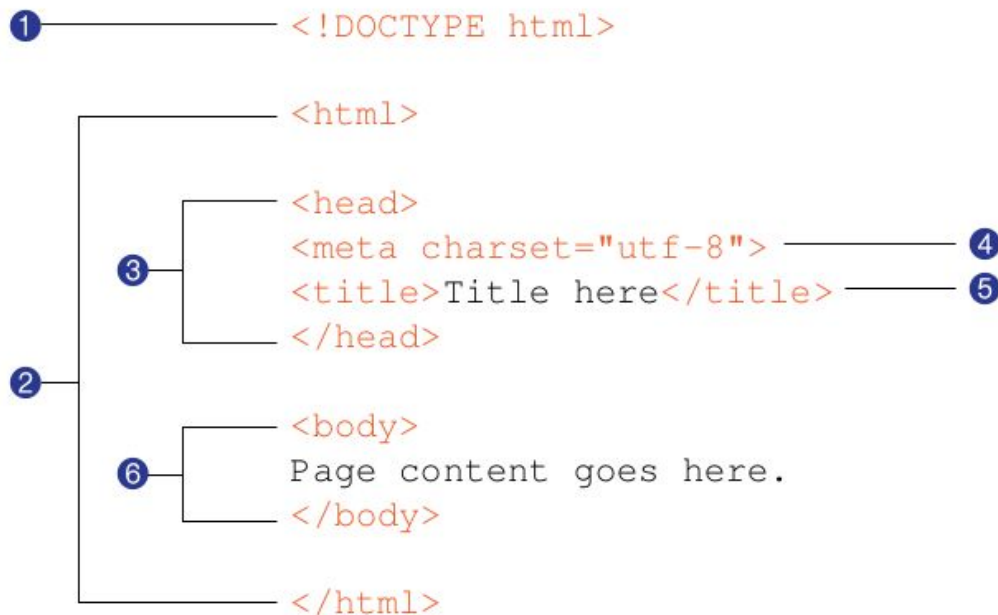 1 <!DOCTYPE html>
<html>
<head>
<meta charset="utf-8"> 4
3
<title>Title here</title> 5
</head>
2
<body>
6 Page content goes here.
</body>
</html>